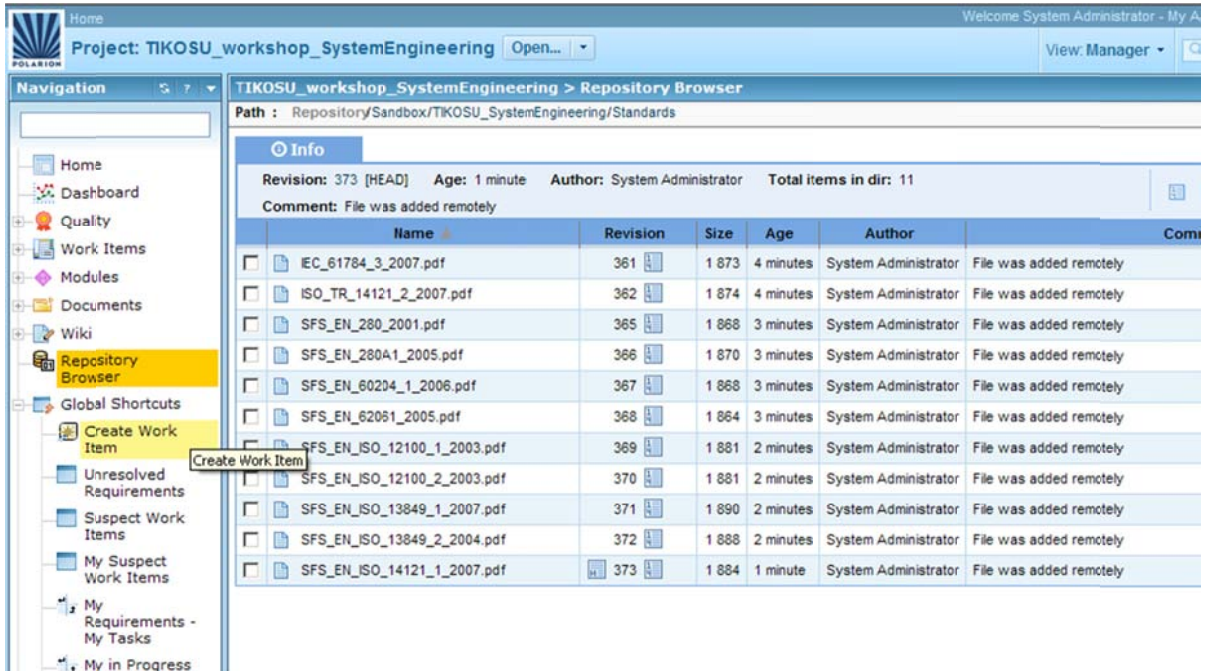 Home
Welcome System Administrator - My A
POLARION
Project: TIKOSU_workshop_SystemEngineering Open...
View: Manager
Navigation
TIKOSU_workshop_SystemEngineering > Repository Browser
Path : Repository/Sandbox/TIKOSU_SystemEngineering/Standards
Home
Dashboard
Quality
Work Items
Modules
Documents
Wiki
Repository
Browser
Global Shortcuts
Create Work
Item
Create Work Item
Unresolved
Requirements
Suspect Work
Items
My Suspect
Work Items
My
Requirements -
My Tasks
My in Progress
Info
Revision: 373 [HEAD] Age: 1 minute Author: System Administrator Total items in dir: 11
Comment: File was added remotely
Name Revision Size Age Author Com
IEC_61784_3_2007.pdf 361 1 873 4 minutes System Administrator File was added remotely
ISO_TR_14121_2_2007.pdf 362 1 874 4 minutes System Administrator File was added remotely
SFS_EN_280_2001.pdf 365 1 868 3 minutes System Administrator File was added remotely
SFS_EN_280A1_2005.pdf 366 1 870 3 minutes System Administrator File was added remotely
SFS_EN_60204_1_2006.pdf 367 1 868 3 minutes System Administrator File was added remotely
SFS_EN_62061_2005.pdf 368 1 864 3 minutes System Administrator File was added remotely
SFS_EN_ISO_12100_1_2003.pdf 369 1 881 2 minutes System Administrator File was added remotely
SFS_EN_ISO_12100_2_2003.pdf 370 1 881 2 minutes System Administrator File was added remotely
SFS_EN_ISO_13849_1_2007.pdf 371 1 890 2 minutes System Administrator File was added remotely
SFS_EN_ISO_13849_2_2004.pdf 372 1 888 2 minutes System Administrator File was added remotely
SFS_EN_ISO_14121_1_2007.pdf 373 1 884 1 minute System Administrator File was added remotely